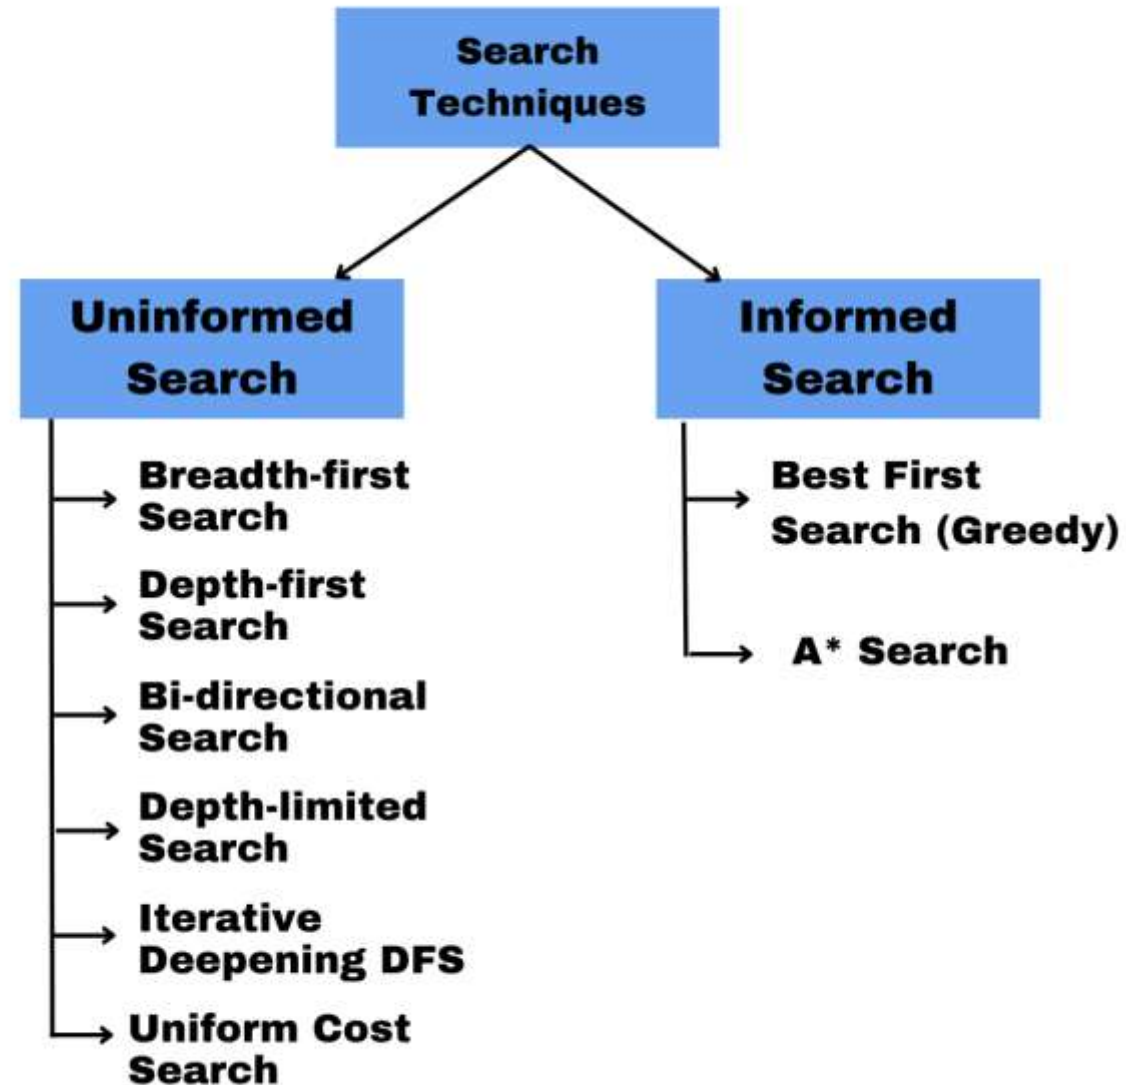 Search
Techniques
Uninformed
Search
Informed
Search
Breadth-first
Search
Depth-first
Search
Bi-directional
Search
Depth-limited
Search
Iterative
Deepening DFS
Uniform Cost
Search
Best First
Search (Greedy)
A* Search